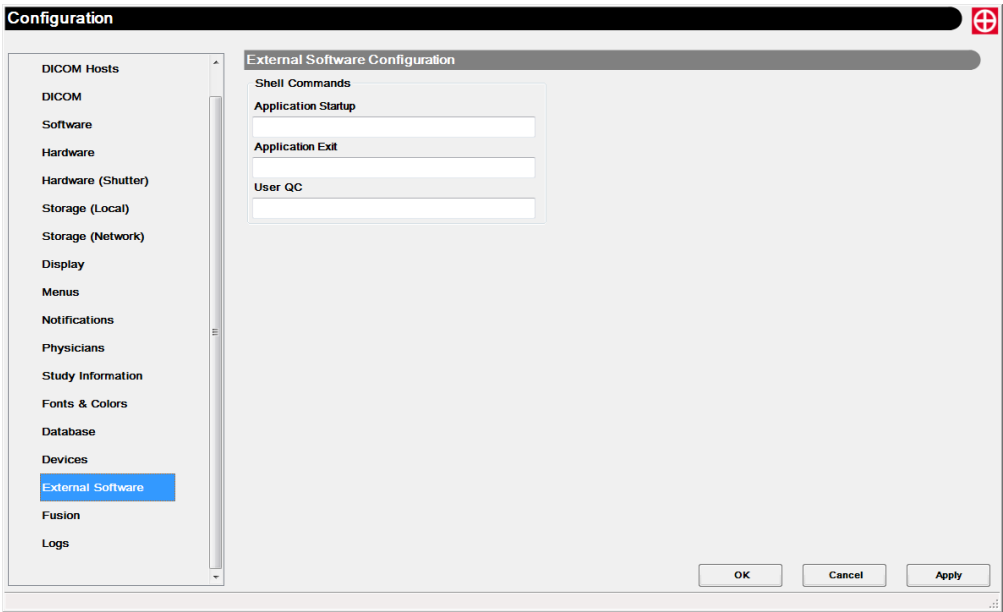 Configuration
DICOM Hosts
DICOM
Software
Hardware
Hardware (Shutter)
Storage (Local)
Storage (Network)
Display
Menus
Notifications
Physicians
Study Information
Fonts & Colors
Database
Devices
External Software
Fusion
Logs
External Software Configuration
Shell Commands
Application Startup
Application Exit
User QC
OK
Cancel
Apply